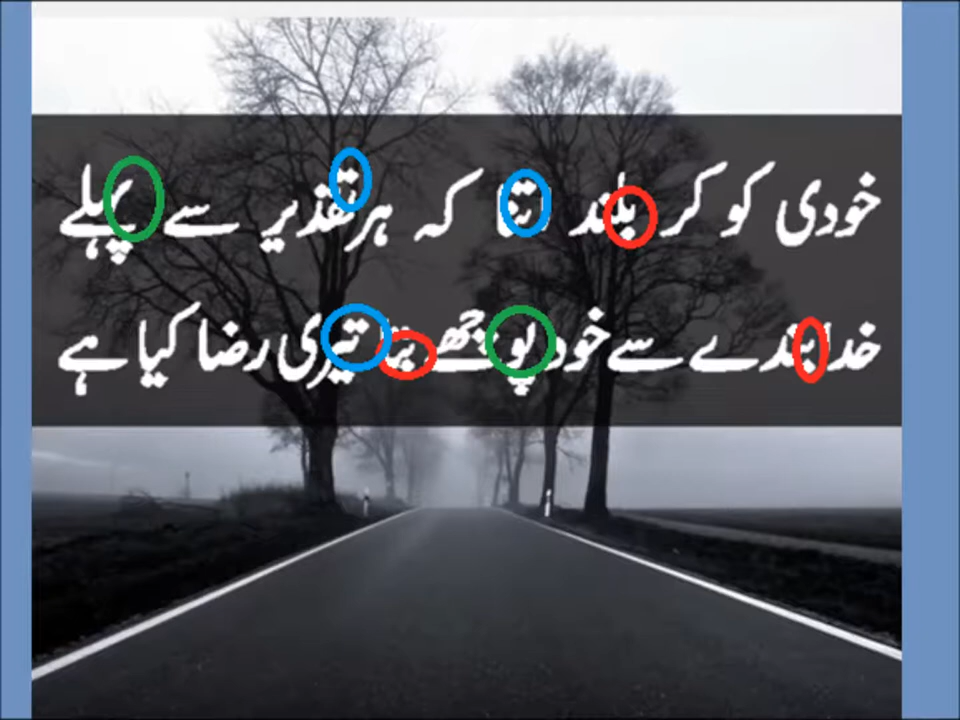 خودی کو کر بلند اتنا کہ ہر تقدیر سے پہلے
خدا بندے سے خود پوچھے بتا تیری رضا کیا ہے